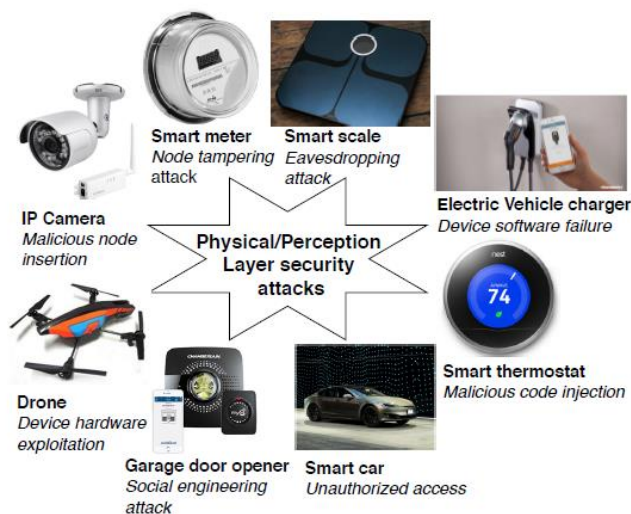 Smart meter
Node tampering
attack
Smart scale
Eavesdropping
attack
IP Camera
Malicious node
insertion
Electric Vehicle charger
Device software failure
Physical/Perception
Layer security
attacks
nest
74
Smart thermostat
Malicious code injection
Drone
Device hardware
exploitation
CHAMBERLAIN
Garage door opener
Social engineering
attack
Smart car
Unauthorized access